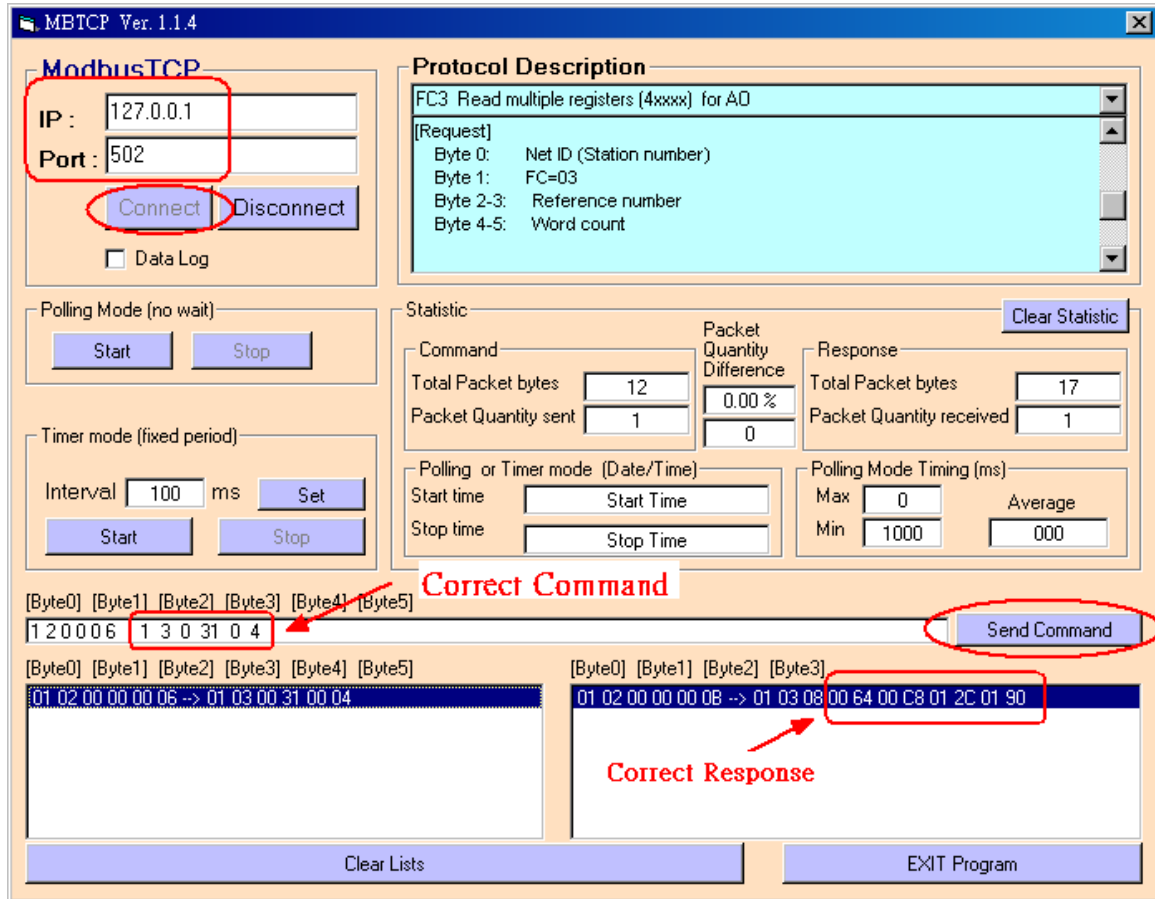 MBTCP Ver. 1.1.4
ModbusTCP
IP : 127.0.0.1
Port : 502
Connect Disconnect
Data Log
Protocol Description
FC3 Read multiple registers (4xxxx) for AO
[Request]
Byte 0: Net ID (Station number)
Byte 1: FC=03
Byte 2-3: Reference number
Byte 4-5: Word count
Polling Mode (no wait)
Start Stop
Timer mode (fixed period)
Interval 100 ms Set
Start Stop
Statistic
Clear Statistic
Command
Total Packet bytes 12
Packet Quantity sent 1
Packet
Quantity
Difference
0.00 %
0
Response
Total Packet bytes 17
Packet Quantity received 1
Polling or Timer mode (Date/Time)
Start time Start Time
Stop time Stop Time
Polling Mode Timing (ms)
Max 0 Average
Min 1000 000
Correct Command
[Byte0] [Byte1] [Byte2] [Byte3] [Byte4] [Byte5]
1 2 0 0 0 6 1 3 0 31 0 4
Send Command
[Byte0] [Byte1] [Byte2] [Byte3] [Byte4] [Byte5]
01 02 00 00 00 06 --> 01 03 00 31 00 04
[Byte0] [Byte1] [Byte2] [Byte3]
01 02 00 00 00 0B --> 01 03 08 00 64 00 C8 01 2C 01 90
Correct Response
Clear Lists
EXIT Program